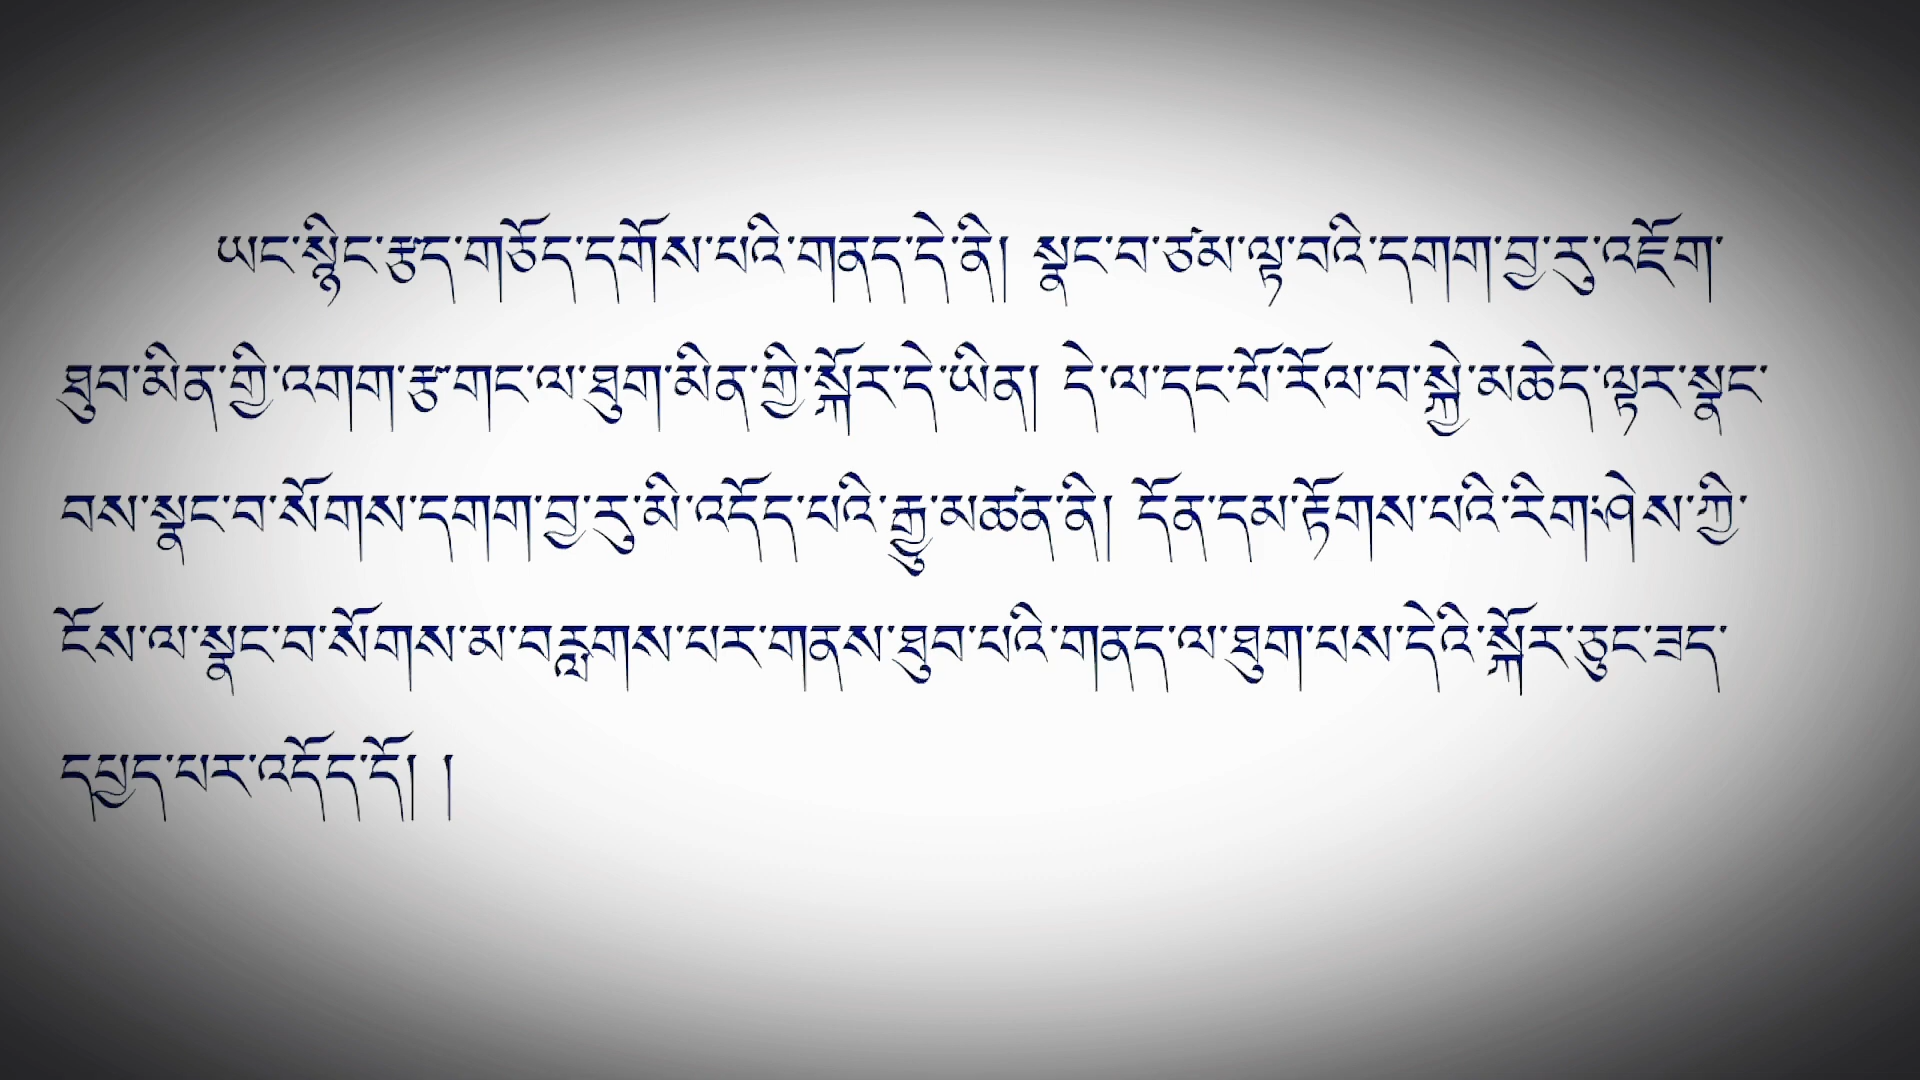 ཡང་སྙིང་རྩད་གཅོད་དགོས་པའི་གནད་དེ་ནི། སྣང་བ་ཙམ་ལྟ་བའི་དགག་བྱ་རུ་འཇོག་
ཐུབ་མིན་གྱི་འགག་རྩ་གང་ལ་ཐུག་མིན་གྱི་སྐོར་དེ་ཡིན། དེ་ལ་དང་པོ་རོལ་བ་སྐྱེ་མཆེད་ལྟར་སྣང་
བས་སྣང་བ་སོགས་དགག་བྱ་རུ་མི་འདོད་པའི་རྒྱུ་མཚན་ནི། དོན་དམ་རྟོགས་པའི་རིག་ཤེས་ཀྱི་
ངོས་ལ་སྣང་བ་སོགས་མ་བརླགས་པར་གནས་ཐུབ་པའི་གནད་ལ་ཐུག་པས་དེའི་སྐོར་ཅུང་ཟད་
དཔྱད་པར་འདོད་དོ། །